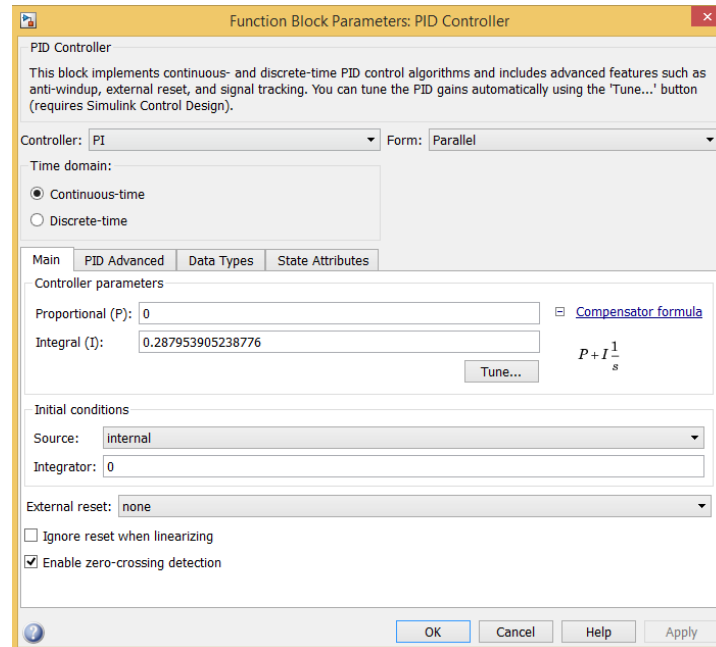 Function Block Parameters: PID Controller
PID Controller
This block implements continuous- and discrete-time PID control algorithms and includes advanced features such as
anti-windup, external reset, and signal tracking. You can tune the PID gains automatically using the 'Tune...' button
(requires Simulink Control Design).
Controller: PI Form: Parallel
Time domain:
Continuous-time
Discrete-time
Main PID Advanced Data Types State Attributes
Controller parameters
Proportional (P): 0 Compensator formula
Integral (I): 0.287953905238776
P+I 1/s
Tune...
Initial conditions
Source: internal
Integrator: 0
External reset: none
Ignore reset when linearizing
Enable zero-crossing detection
OK Cancel Help Apply